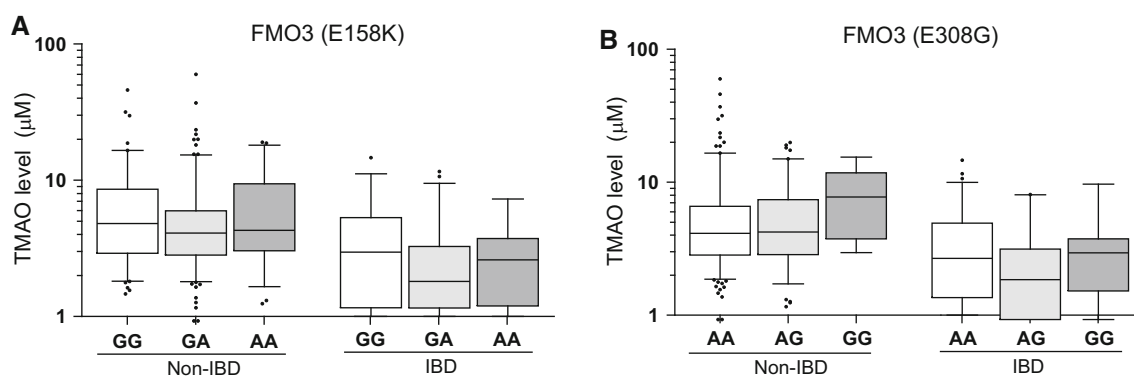 A
FMO3 (E158K)
TMAO level (μM)
100
10
1
GG GA AA GG GA AA
Non-IBD IBD
B
FMO3 (E308G)
TMAO level (μM)
100
10
1
AA AG GG AA AG GG
Non-IBD IBD